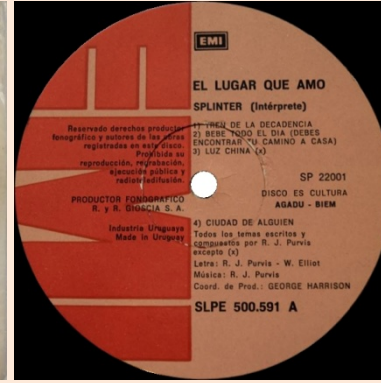 EMI
EL LUGAR QUE AMO
SPLINTER (Intérprete)
Reservado derechos productor
fonográfico y autores de las obras
registradas en este disco.
Prohibida su
reproducción, regrabación,
ejecución pública y
radioteledifusión.
1) TREN DE LA DECADENCIA
2) BEBE TODO EL DIA (DEBES
ENCONTRAR TU CAMINO A CASA)
3) LUZ CHINA (x)
SP 22001
DISCO ES CULTURA
AGADU - BIEM
PRODUCTOR FONOGRAFICO
R. y R. GIOSCIA S. A.
Industria Uruguaya
Made in Uruguay
4) CIUDAD DE ALGUIEN
Todos los temas escritos y
compuestos por R. J. Purvis
excepto (x)
Letra: R. J. Purvis - W. Elliot
Música: R. J. Purvis
Coord. de Prod.: GEORGE HARRISON
SLPE 500.591 A